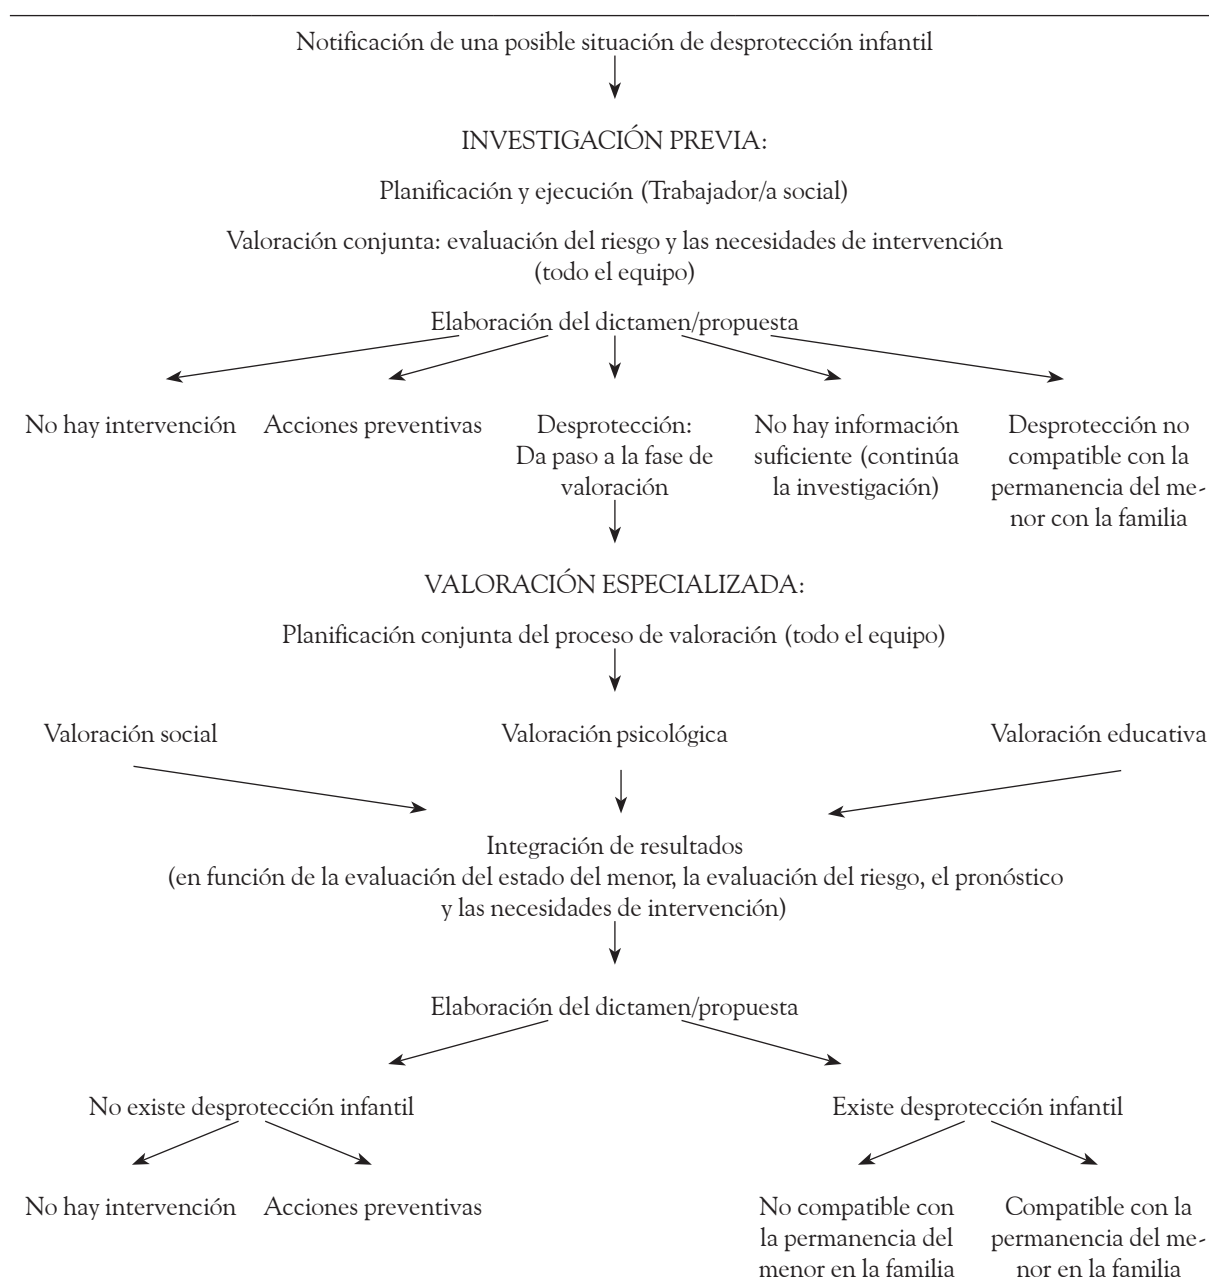 Notificación de una posible situación de desprotección infantil
INVESTIGACIÓN PREVIA:
Planificación y ejecución (Trabajador/a social)
Valoración conjunta: evaluación del riesgo y las necesidades de intervención
(todo el equipo)
Elaboración del dictamen/propuesta
No hay intervención
Acciones preventivas
Desprotección:
Da paso a la fase de
valoración
No hay información
suficiente (continúa
la investigación)
Desprotección no
compatible con la
permanencia del me-
nor con la familia
VALORACIÓN ESPECIALIZADA:
Planificación conjunta del proceso de valoración (todo el equipo)
Valoración social
Valoración psicológica
Valoración educativa
Integración de resultados
(en función de la evaluación del estado del menor, la evaluación del riesgo, el pronóstico
y las necesidades de intervención)
Elaboración del dictamen/propuesta
No existe desprotección infantil
Existe desprotección infantil
No hay intervención
Acciones preventivas
No compatible con
la permanencia del
menor en la familia
Compatible con la
permanencia del me-
nor en la familia